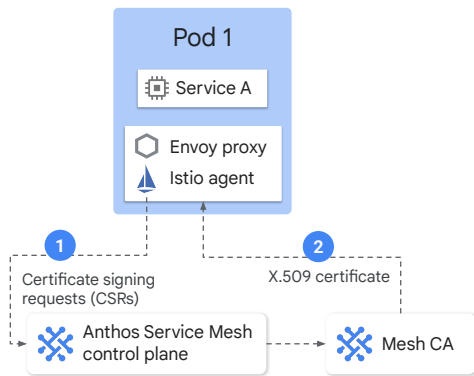 Pod 1
Service A
Envoy proxy
Istio agent
1
2
Certificate signing
requests (CSRs)
X.509 certificate
Anthos Service Mesh
control plane
Mesh CA